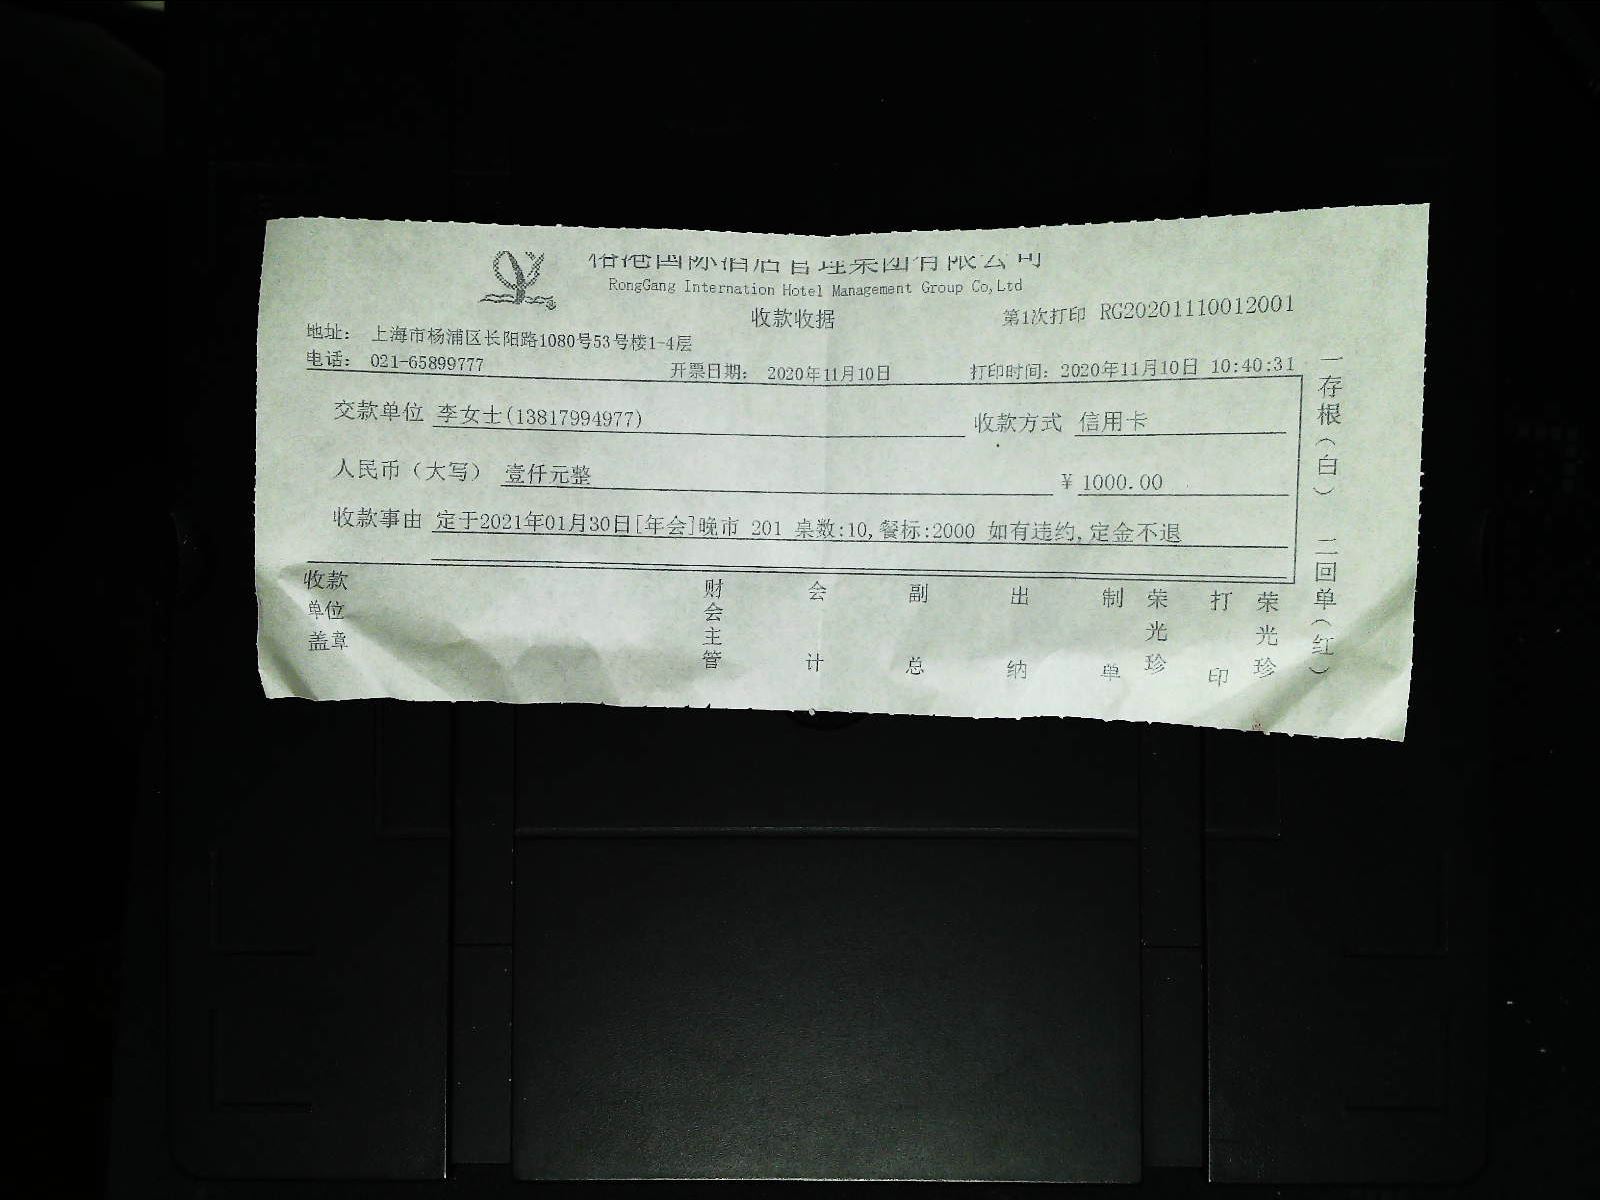 港国际酒店管理集团有限公司
RongGang Internation Hotel Management Group Co,Ltd
收款收据
第1次打印 RG20201110012001
地址： 上海市杨浦区长阳路1080号53号楼1-4层
电话： 021-65899777
开票日期： 2020年11月10日
打印时间：2020年11月10日 10:40:31
交款单位 李女士(13817994977)
收款方式 信用卡
人民币（大写） 壹仟元整
￥ 1000.00
收款事由 定于2021年01月30日[年会]晚市 201 桌数:10,餐标:2000 如有违约,定金不退
收款单位盖章
财会主管
会计
副总
出纳
制单 荣光珍
打印 荣光珍
一存根（白） 二回单（红）